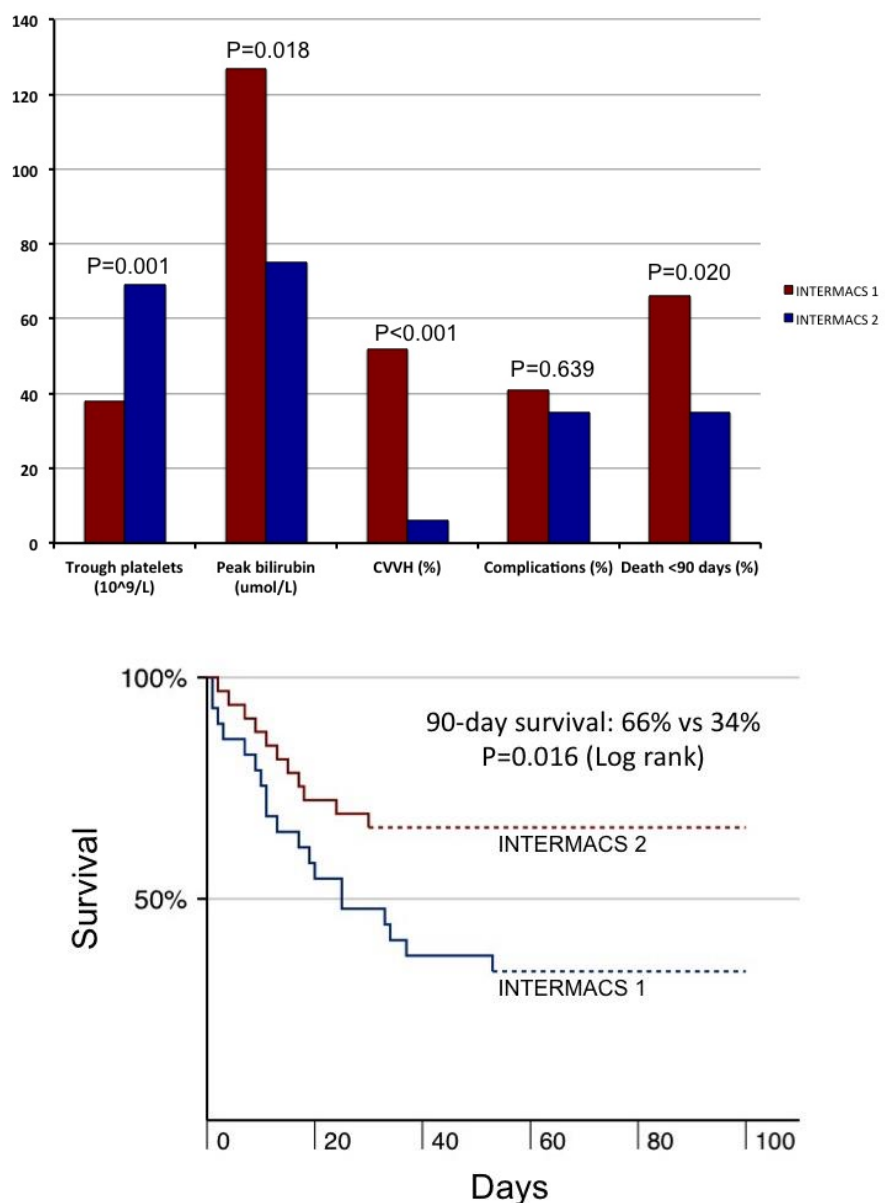 140
120
100
80
60
40
20
0
P=0.001
P=0.018
P<0.001
P=0.639
P=0.020
INTERMACS 1
INTERMACS 2
Trough platelets
(10^9/L)
Peak bilirubin
(umol/L)
CVVH (%)
Complications (%)
Death <90 days (%)
100%
50%
Survival
90-day survival: 66% vs 34%
P=0.016 (Log rank)
INTERMACS 2
INTERMACS 1
0 20 40 60 80 100
Days